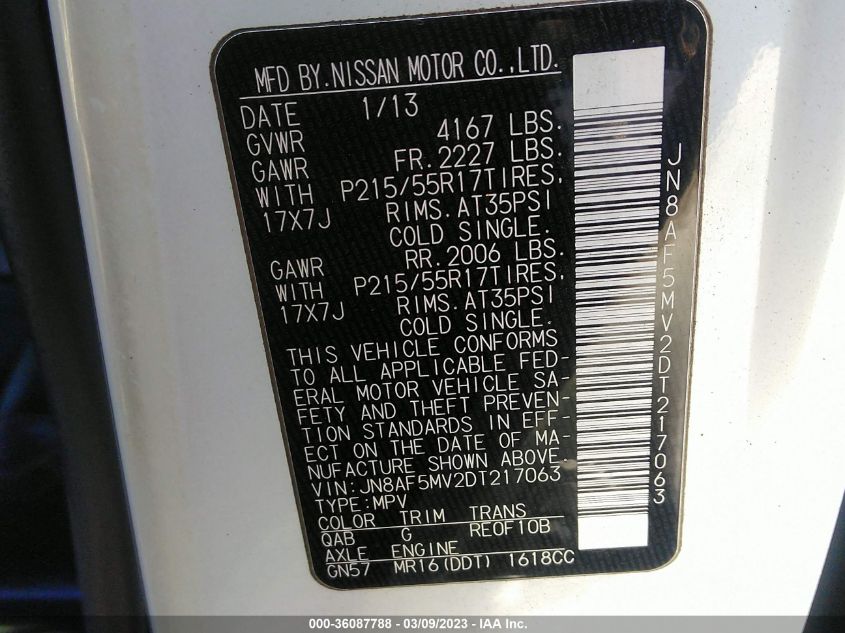 MFD BY.NISSAN MOTOR CO.,LTD.
DATE 1/13
GVWR 4167 LBS.
GAWR FR.2227 LBS.
WITH P215/55R17TIRES,
17X7J RIMS.AT35PSI
COLD SINGLE.
GAWR RR.2006 LBS.
WITH P215/55R17TIRES,
17X7J RIMS.AT35PSI
COLD SINGLE.
THIS VEHICLE CONFORMS
TO ALL APPLICABLE FED-
ERAL MOTOR VEHICLE SA-
FETY AND THEFT PREVEN-
TION STANDARDS IN EFF-
ECT ON THE DATE OF MA-
NUFACTURE SHOWN ABOVE.
VIN:JN8AF5MV2DT217063
TYPE:MPV
COLOR TRIM TRANS
QAB G RE0F10B
AXLE ENGINE
GN57 MR16(DDT) 1618CC
JN8AF5MV2DT217063
000-36087788 - 03/09/2023 - IAA Inc.